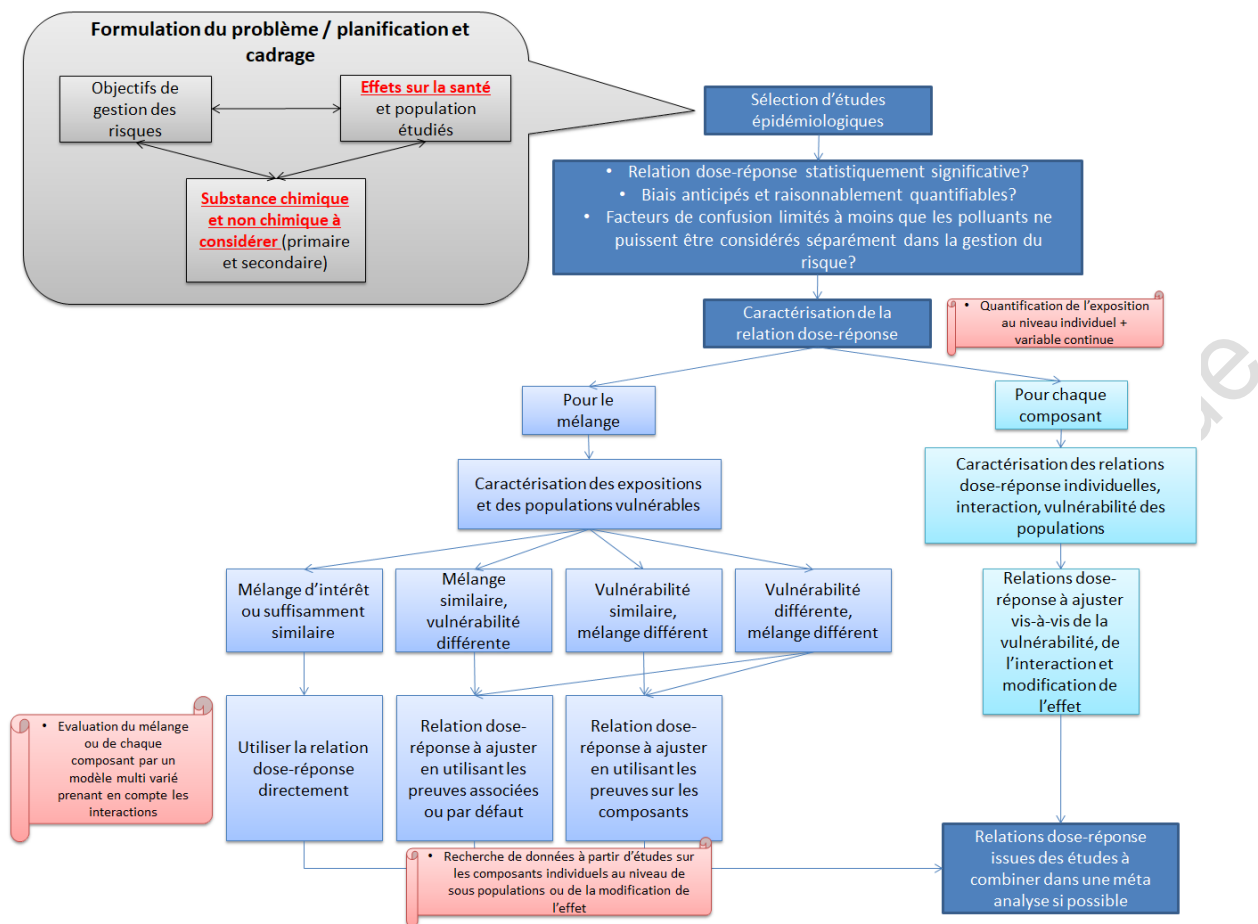 Formulation du problème / planification et
cadrage
Objectifs de
gestion des
risques
Effets sur la santé
et population
étudiés
Substance chimique
et non chimique à
considérer (primaire
et secondaire)
Sélection d'études
épidémiologiques
• Relation dose-réponse statistiquement significative?
• Biais anticipés et raisonnablement quantifiables?
• Facteurs de confusion limités à moins que les polluants ne
puissent être considérés séparément dans la gestion du
risque?
Caractérisation de la
relation dose-réponse
• Quantification de l'exposition
au niveau individuel +
variable continue
Pour le
mélange
Pour chaque
composant
Caractérisation des expositions
et des populations vulnérables
Caractérisation des relations
dose-réponse individuelles,
interaction, vulnérabilité des
populations
Mélange d'intérêt
ou suffisamment
similaire
Mélange
similaire,
vulnérabilité
différente
Vulnérabilité
similaire,
mélange différent
Vulnérabilité
différente,
mélange différent
Relations dose-
réponse à ajuster
vis-à-vis de la
vulnérabilité, de
l'interaction et
modification de
l'effet
• Evaluation du mélange
ou de chaque
composant par un
modèle multi varié
prenant en compte les
interactions
Utiliser la relation
dose-réponse
directement
Relation dose-
réponse à ajuster
en utilisant les
preuves associées
ou par défaut
Relation dose-
réponse à ajuster
en utilisant les
preuves sur les
composants
• Recherche de données à partir d'études sur
les composants individuels au niveau de
sous populations ou de la modification de
l'effet
Relations dose-réponse
issues des études à
combiner dans une méta
analyse si possible